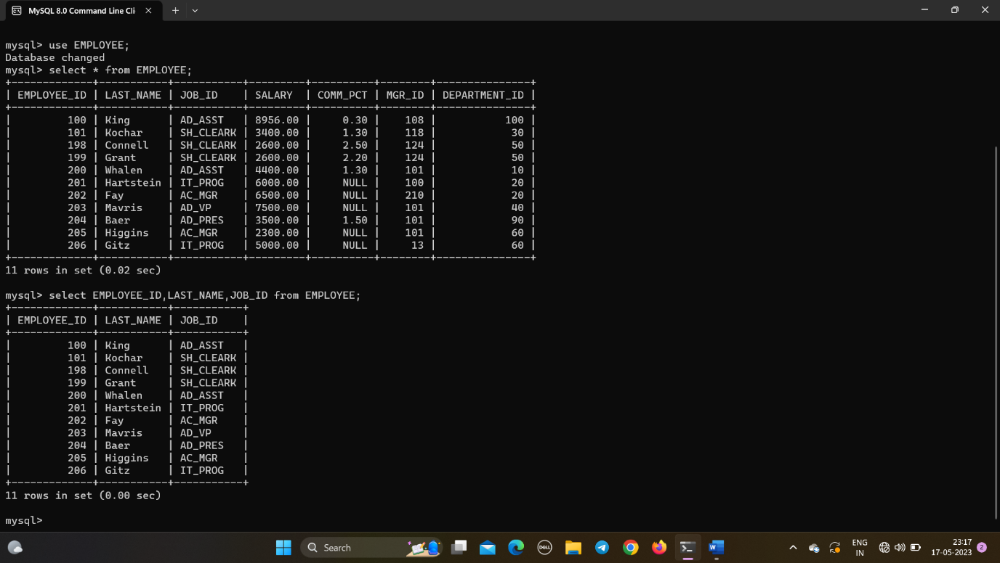 MySQL 8.0 Command Line Cli
mysql> use EMPLOYEE;
Database changed
mysql> select * from EMPLOYEE;
+-------------+-----------+-----------+---------+----------+--------+---------------+
| EMPLOYEE_ID | LAST_NAME | JOB_ID    | SALARY  | COMM_PCT | MGR_ID | DEPARTMENT_ID |
+-------------+-----------+-----------+---------+----------+--------+---------------+
|         100 | King      | AD_ASST   | 8956.00 |     0.30 |    108 |           100 |
|         101 | Kochar    | SH_CLEARK | 3400.00 |     1.30 |    118 |            30 |
|         198 | Connell   | SH_CLEARK | 2600.00 |     2.50 |    124 |            50 |
|         199 | Grant     | SH_CLEARK | 2600.00 |     2.20 |    124 |            50 |
|         200 | Whalen    | AD_ASST   | 4400.00 |     1.30 |    101 |            10 |
|         201 | Hartstein | IT_PROG   | 6000.00 |     NULL |    100 |            20 |
|         202 | Fay       | AC_MGR    | 6500.00 |     NULL |    210 |            20 |
|         203 | Mavris    | AD_VP     | 7500.00 |     NULL |    101 |            40 |
|         204 | Baer      | AD_PRES   | 3500.00 |     1.50 |    101 |            90 |
|         205 | Higgins   | AC_MGR    | 2300.00 |     NULL |    101 |            60 |
|         206 | Gitz      | IT_PROG   | 5000.00 |     NULL |     13 |            60 |
+-------------+-----------+-----------+---------+----------+--------+---------------+
11 rows in set (0.02 sec)
mysql> select EMPLOYEE_ID,LAST_NAME,JOB_ID from EMPLOYEE;
+-------------+-----------+-----------+
| EMPLOYEE_ID | LAST_NAME | JOB_ID    |
+-------------+-----------+-----------+
|         100 | King      | AD_ASST   |
|         101 | Kochar    | SH_CLEARK |
|         198 | Connell   | SH_CLEARK |
|         199 | Grant     | SH_CLEARK |
|         200 | Whalen    | AD_ASST   |
|         201 | Hartstein | IT_PROG   |
|         202 | Fay       | AC_MGR    |
|         203 | Mavris    | AD_VP     |
|         204 | Baer      | AD_PRES   |
|         205 | Higgins   | AC_MGR    |
|         206 | Gitz      | IT_PROG   |
+-------------+-----------+-----------+
11 rows in set (0.00 sec)
mysql>
Search
DELL
ENG
IN
23:17
17-05-2023
2